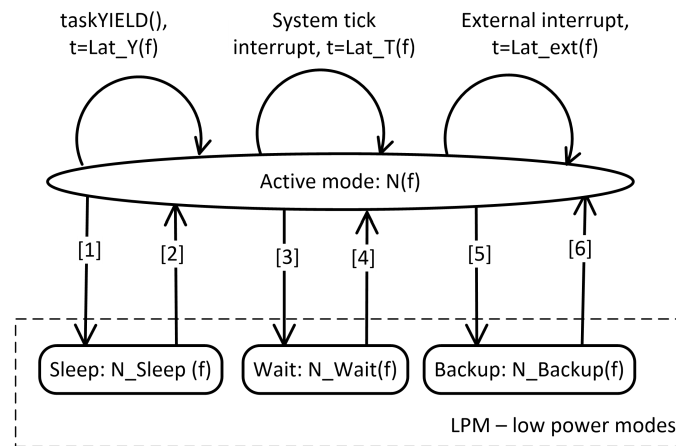 taskYIELD(),
t=Lat_Y(f)
System tick
interrupt, t=Lat_T(f)
External interrupt,
t=Lat_ext(f)
Active mode: N(f)
[1]
[2]
[3]
[4]
[5]
[6]
Sleep: N_Sleep (f)
Wait: N_Wait(f)
Backup: N_Backup(f)
LPM – low power modes